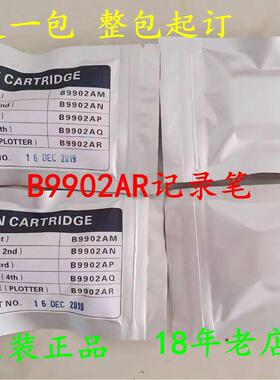 一包 整包起订
CARTRIDGE
B9902AM
B9902AN
B9902AP
th) B9902AQ
(PLOTTER) B9902AR
NO. 16 DEC 2019
B9902AR记录笔
N CARTRIDGE
t) B9902AM
2nd) B9902AN
rd) B9902AP
(4th) B9902AQ
E (PLOTTER) B9902AR
T NO. 16 DEC 2019
装正品 18年老店